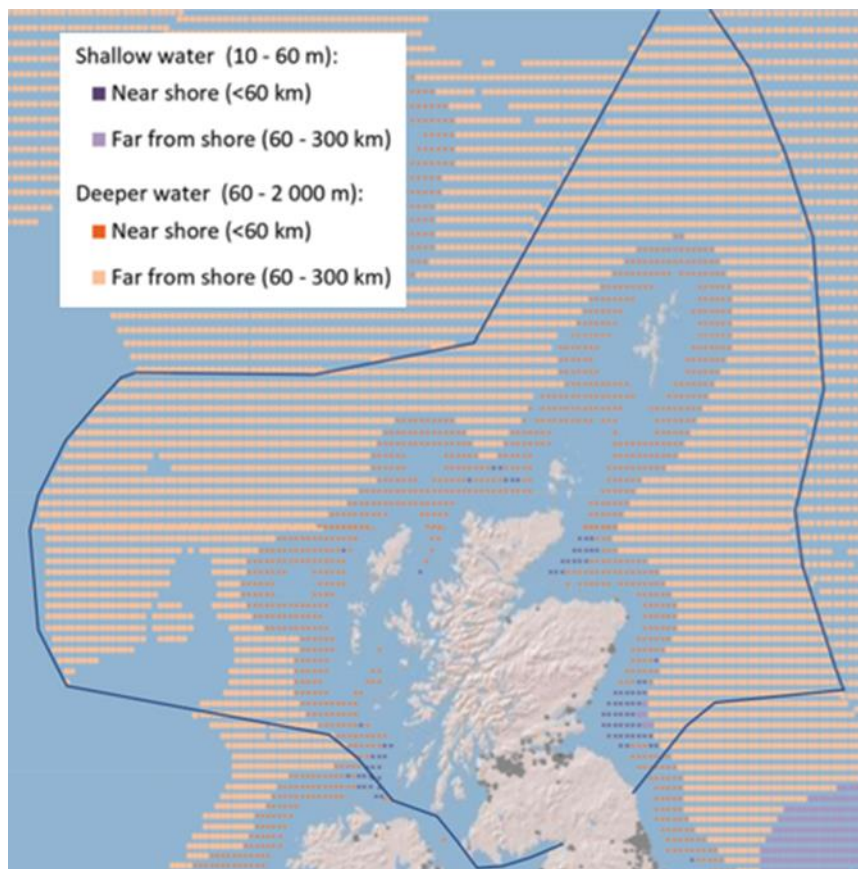 Shallow water (10 - 60 m):
Near shore (<60 km)
Far from shore (60 - 300 km)
Deeper water (60 - 2 000 m):
Near shore (<60 km)
Far from shore (60 - 300 km)